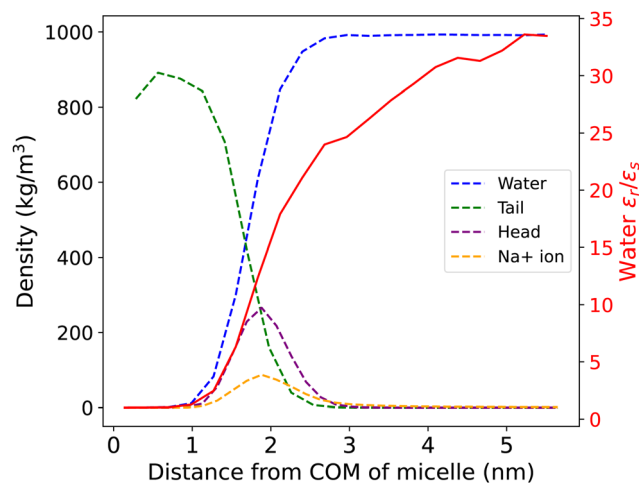 1000
800
600
400
200
0
Density (kg/m³)
35
30
25
20
15
10
5
0
Water εᵣ/εₛ
Water
Tail
Head
Na+ ion
0 1 2 3 4 5
Distance from COM of micelle (nm)